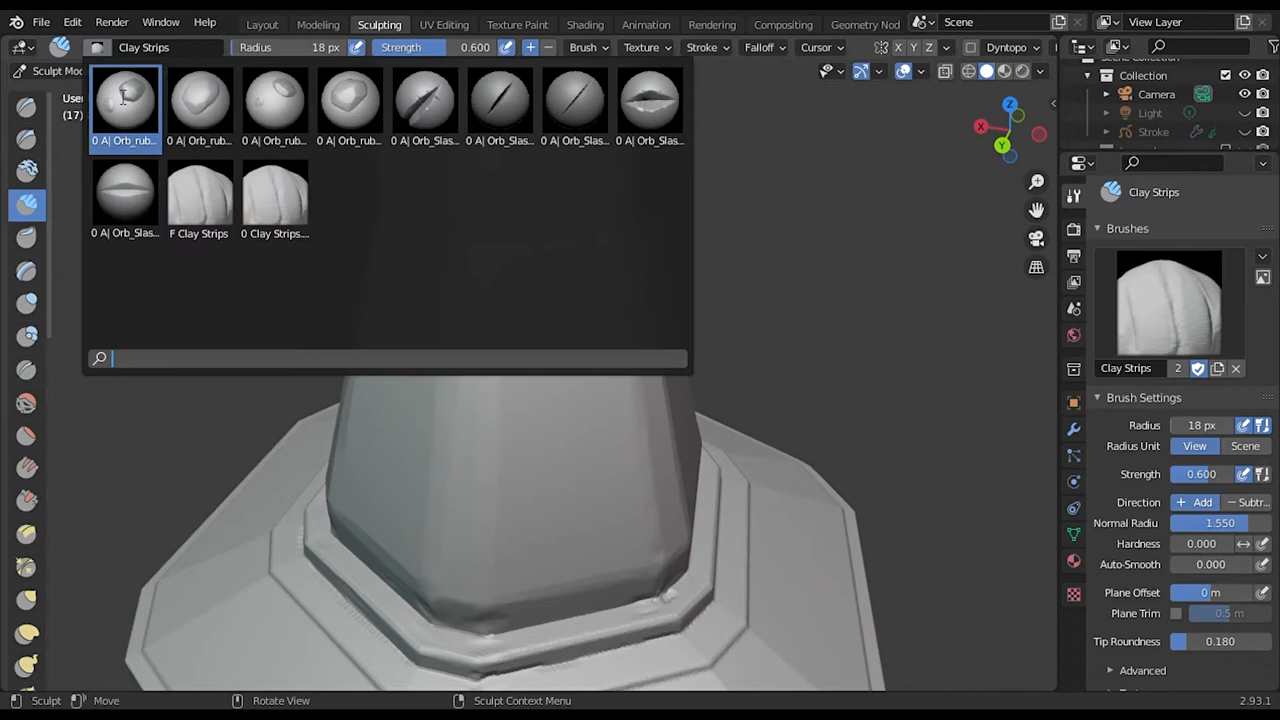 File Edit Render Window Help Layout Modeling Sculpting UV Editing Texture Paint Shading Animation Rendering Compositing Geometry Nod Scene View Layer
Clay Strips Radius 18 px Strength 0.600 Brush Texture Stroke Falloff Cursor X Y Z Dyntopo
Sculpt Mo
Use
(17)
0 A| Orb_rub... 0 A| Orb_rub... 0 A| Orb_rub... 0 A| Orb_rub... 0 A| Orb_Slas... 0 A| Orb_Slas... 0 A| Orb_Slas... 0 A| Orb_Slas...
0 A| Orb_Slas... F Clay Strips 0 Clay Strips....
Z
X
Y
Collection
Camera
Light
Stroke
Clay Strips
Brushes
Clay Strips 2
Brush Settings
Radius 18 px
Radius Unit View Scene
Strength 0.600
Direction Add Subtr...
Normal Radiu 1.550
Hardness 0.000
Auto-Smooth 0.000
Plane Offset 0 m
Plane Trim 0.5 m
Tip Roundness 0.180
Advanced
Sculpt Move Rotate View Sculpt Context Menu 2.93.1